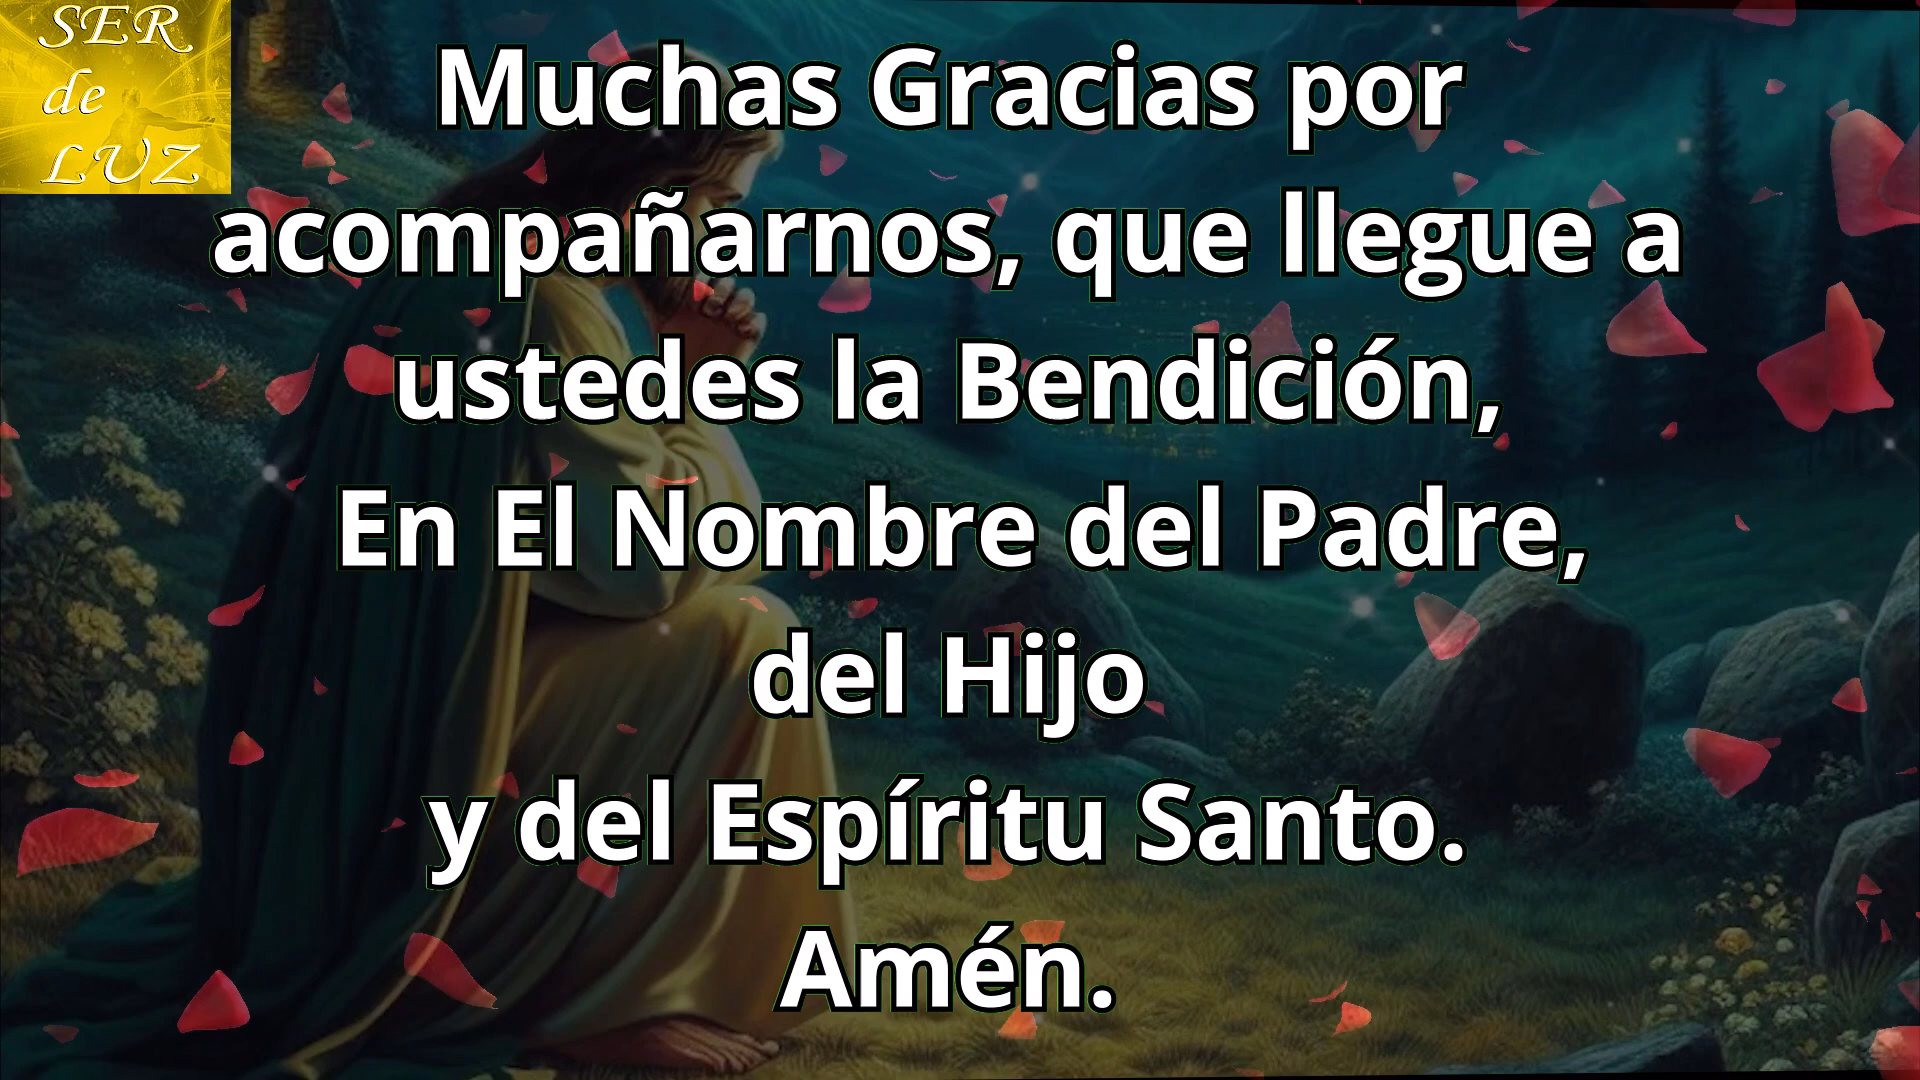 SER
de
LUZ
Muchas Gracias por
acompañarnos, que llegue a
ustedes la Bendición,
En El Nombre del Padre,
del Hijo
y del Espíritu Santo.
Amén.